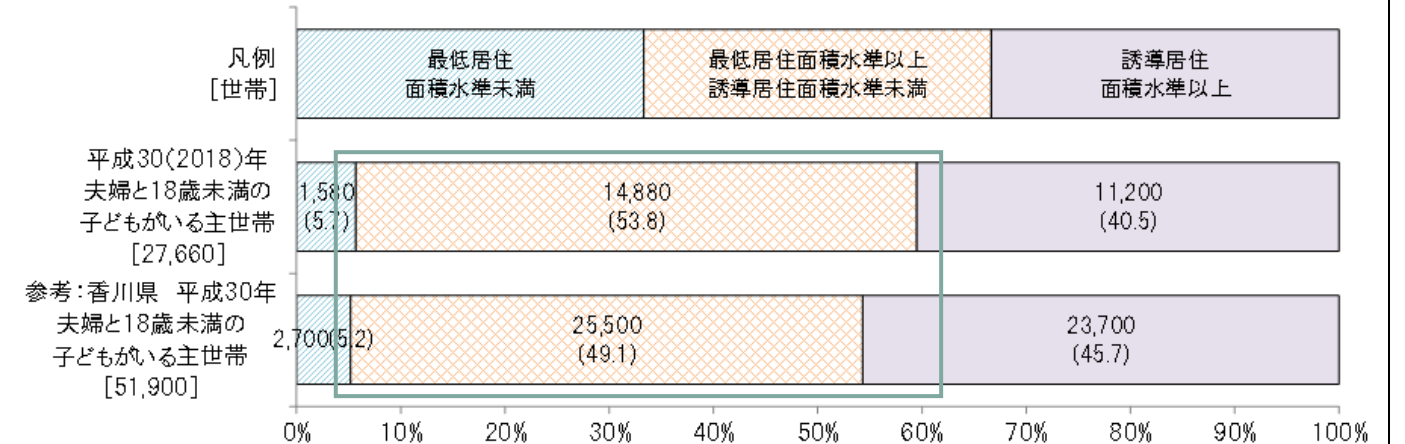 凡例
[世帯]
最低居住
面積水準未満
最低居住面積水準以上
誘導居住面積水準未満
誘導居住
面積水準以上
平成30(2018)年
夫婦と18歳未満の
子どもがいる主世帯
[27,660]
1,580
(5.7)
14,880
(53.8)
11,200
(40.5)
参考:香川県 平成30年
夫婦と18歳未満の
子どもがいる主世帯
[51,900]
2,700(5.2)
25,500
(49.1)
23,700
(45.7)
0% 10% 20% 30% 40% 50% 60% 70% 80% 90% 100%